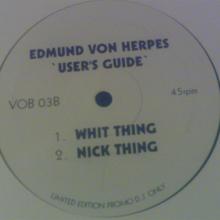 EDMUND VON HERPES
`USER'S GUIDE`
VOB 03B
45rpm
1. WHIT THING
2. NICK THING
LIMITED EDITION PROMO D.J. ONLY